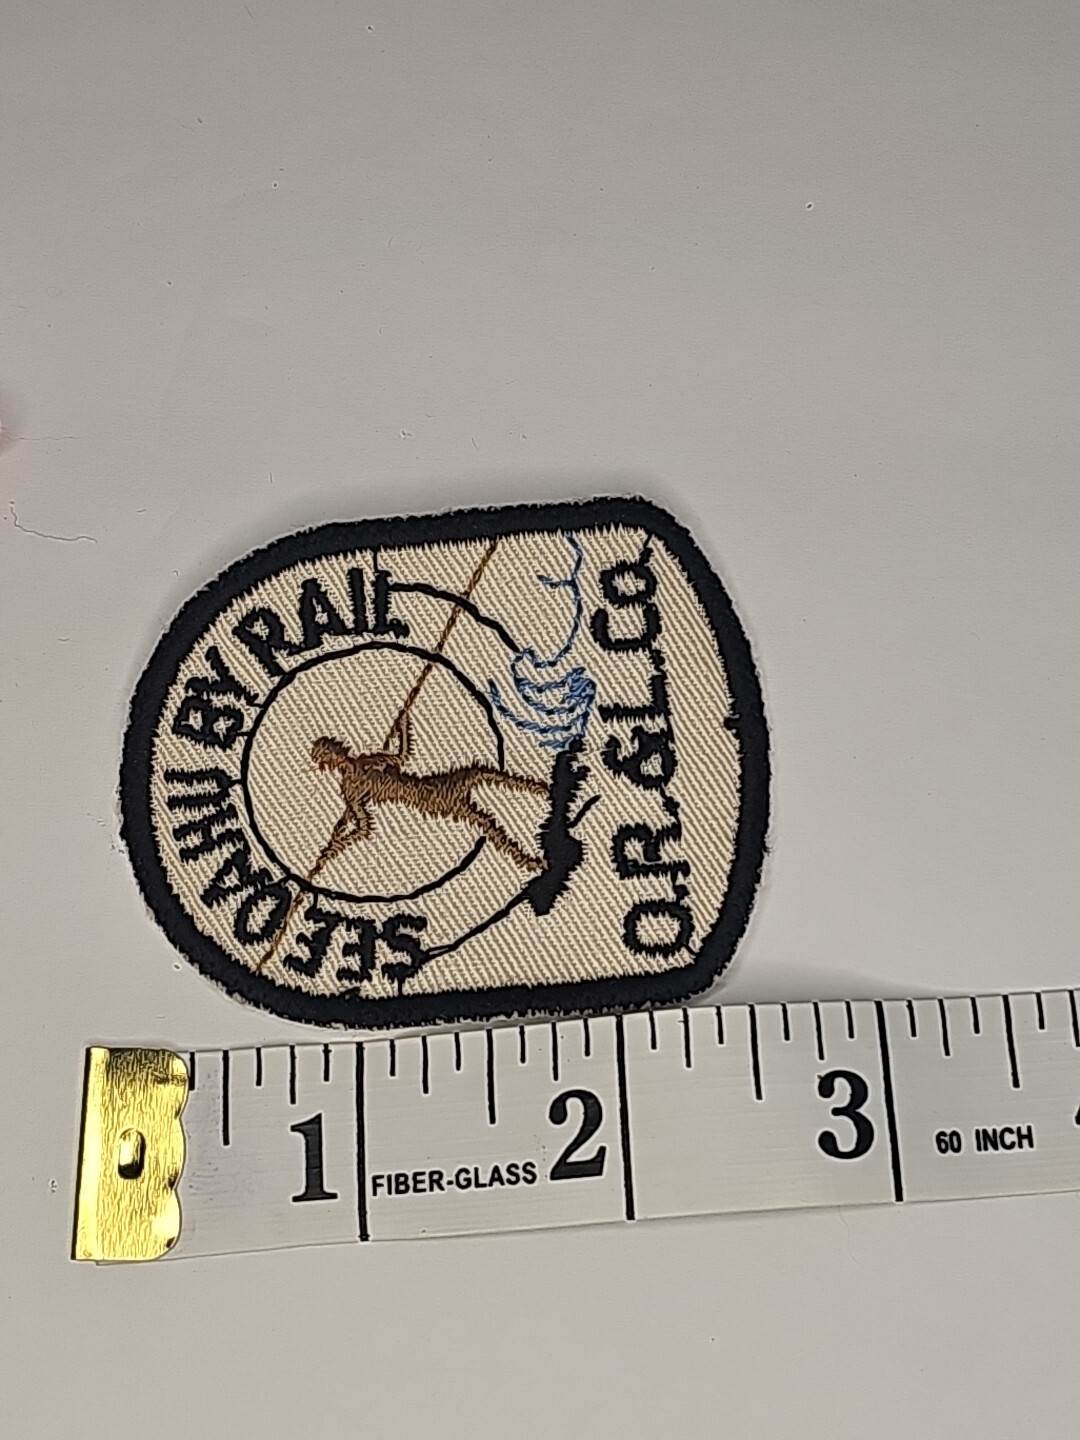 SEE OAHU BY RAIL
O.R.&L.CO.
1
FIBER-GLASS
2
3
60 INCH